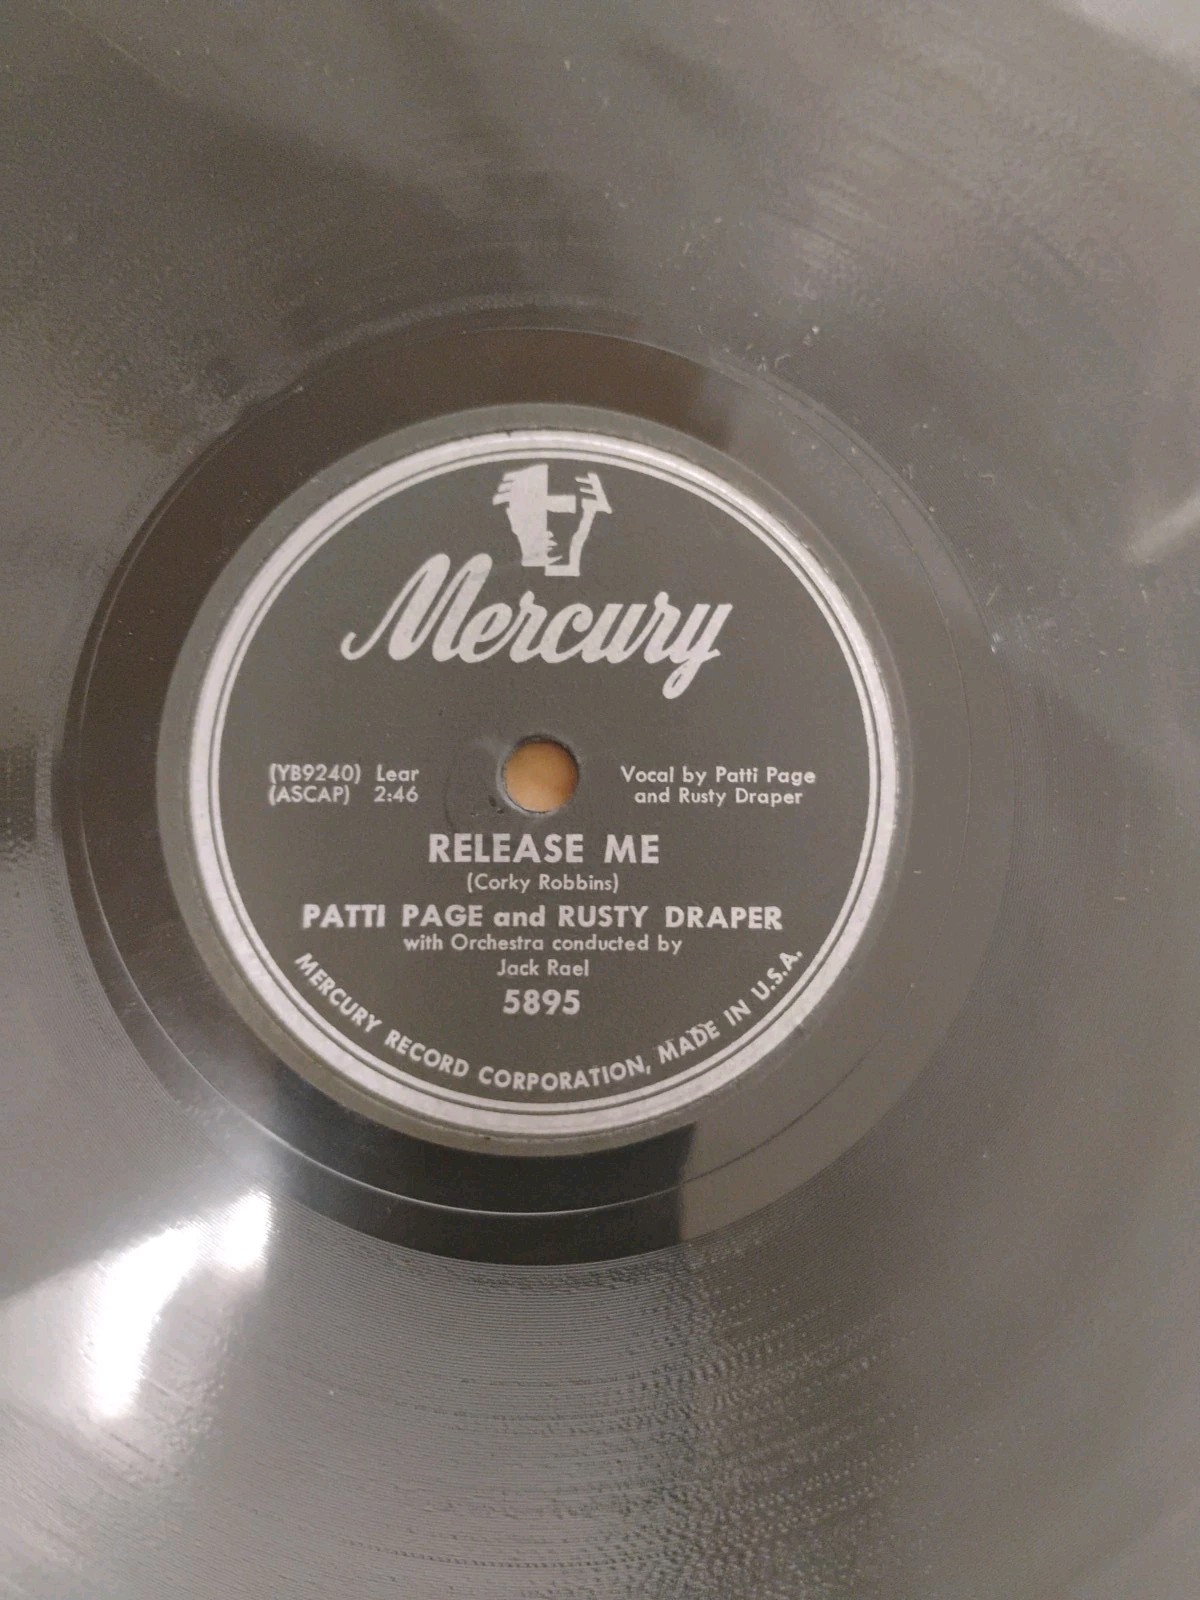 Mercury
(YB9240) Lear
(ASCAP) 2:46
Vocal by Patti Page
and Rusty Draper
RELEASE ME
(Corky Robbins)
PATTI PAGE and RUSTY DRAPER
with Orchestra conducted by
Jack Rael
5895
MERCURY RECORD CORPORATION, MADE IN U.S.A.